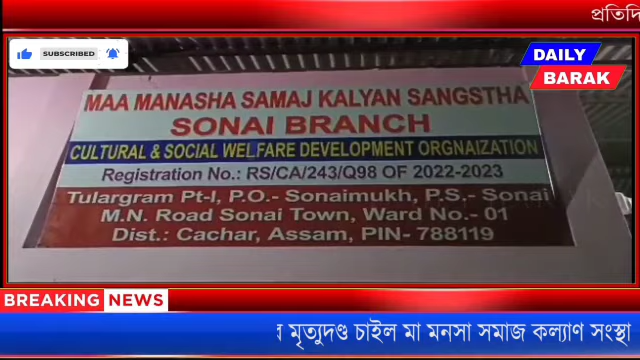 প্রতিদি
SUBSCRIBED
DAILY
BARAK
MAA MANASHA SAMAJ KALYAN SANGSTHA
SONAI BRANCH
CULTURAL & SOCIAL WELFARE DEVELOPMENT ORGNAIZATION
Registration No.: RS/CA/243/Q98 OF 2022-2023
Tulargram Pt-I, P.O.- Sonaimukh, P.S.- Sonai
M.N. Road Sonai Town, Ward No.- 01
Dist.: Cachar, Assam, PIN- 788119
BREAKING NEWS
র মৃত্যুদণ্ড চাইল মা মনসা সমাজ কল্যাণ সংস্থা